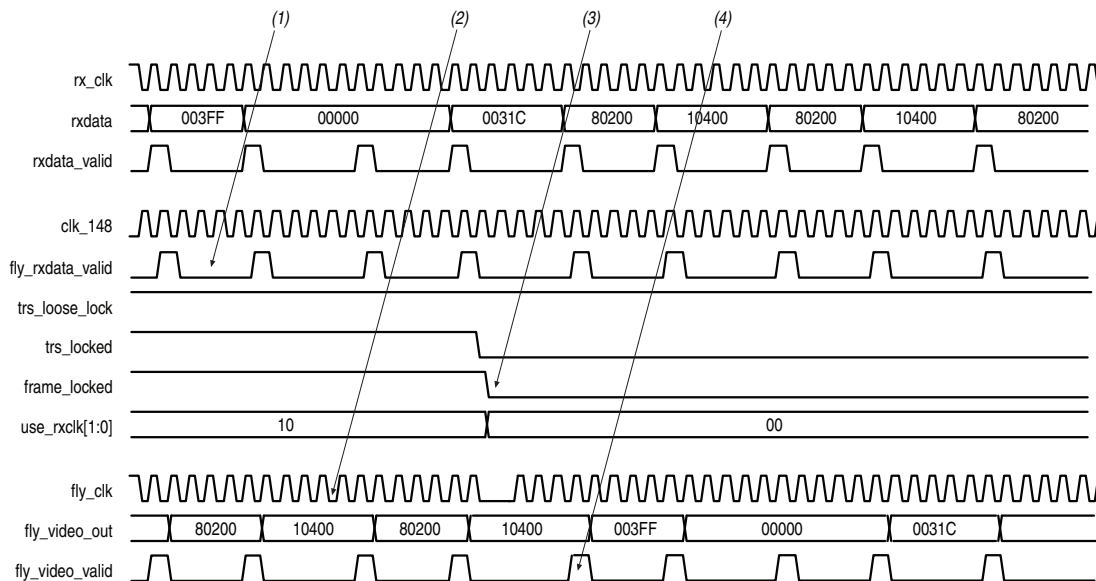 (1) (2) (3) (4)
rx_clk
rxdata 003FF 00000 0031C 80200 10400 80200 10400 80200
rxdata_valid
clk_148
fly_rxdata_valid
trs_loose_lock
trs_locked
frame_locked
use_rxclk[1:0] 10 00
fly_clk
fly_video_out 80200 10400 80200 10400 003FF 00000 0031C
fly_video_valid